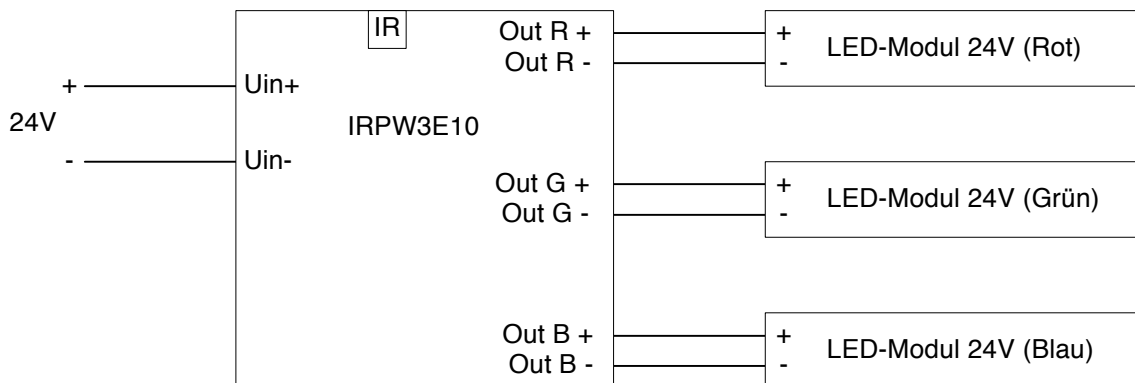 IR
Out R +
Out R -
+
-
LED-Modul 24V (Rot)
+
24V
-
Uin+
Uin-
IRPW3E10
Out G +
Out G -
+
-
LED-Modul 24V (Grün)
Out B +
Out B -
+
-
LED-Modul 24V (Blau)